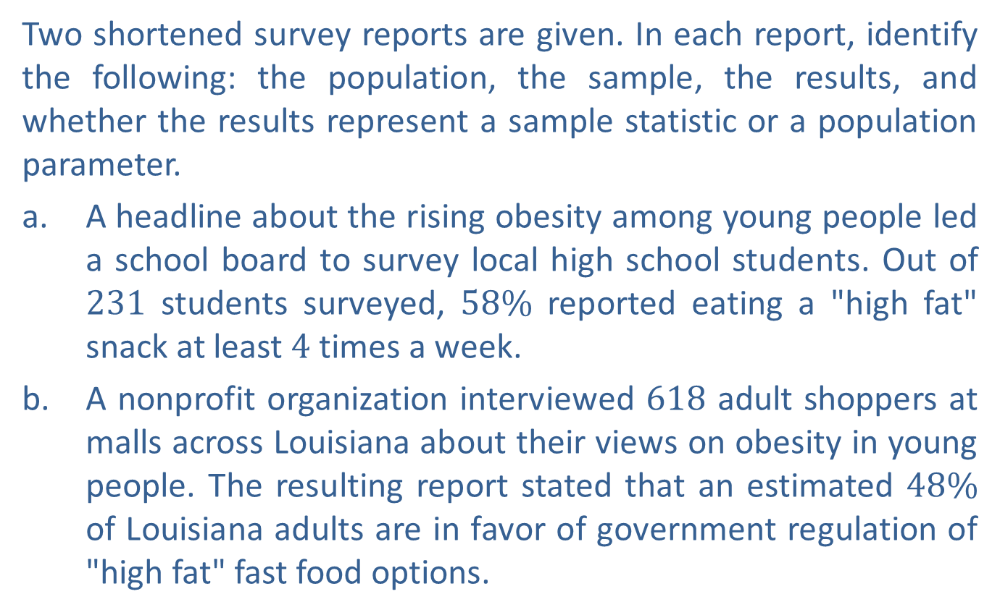 Two shortened survey reports are given. In each report, identify
the following: the population, the sample, the results, and
whether the results represent a sample statistic or a population
parameter.
a. A headline about the rising obesity among young people led
a school board to survey local high school students. Out of
231 students surveyed, 58% reported eating a "high fat"
snack at least 4 times a week.
b. A nonprofit organization interviewed 618 adult shoppers at
malls across Louisiana about their views on obesity in young
people. The resulting report stated that an estimated 48%
of Louisiana adults are in favor of government regulation of
"high fat" fast food options.